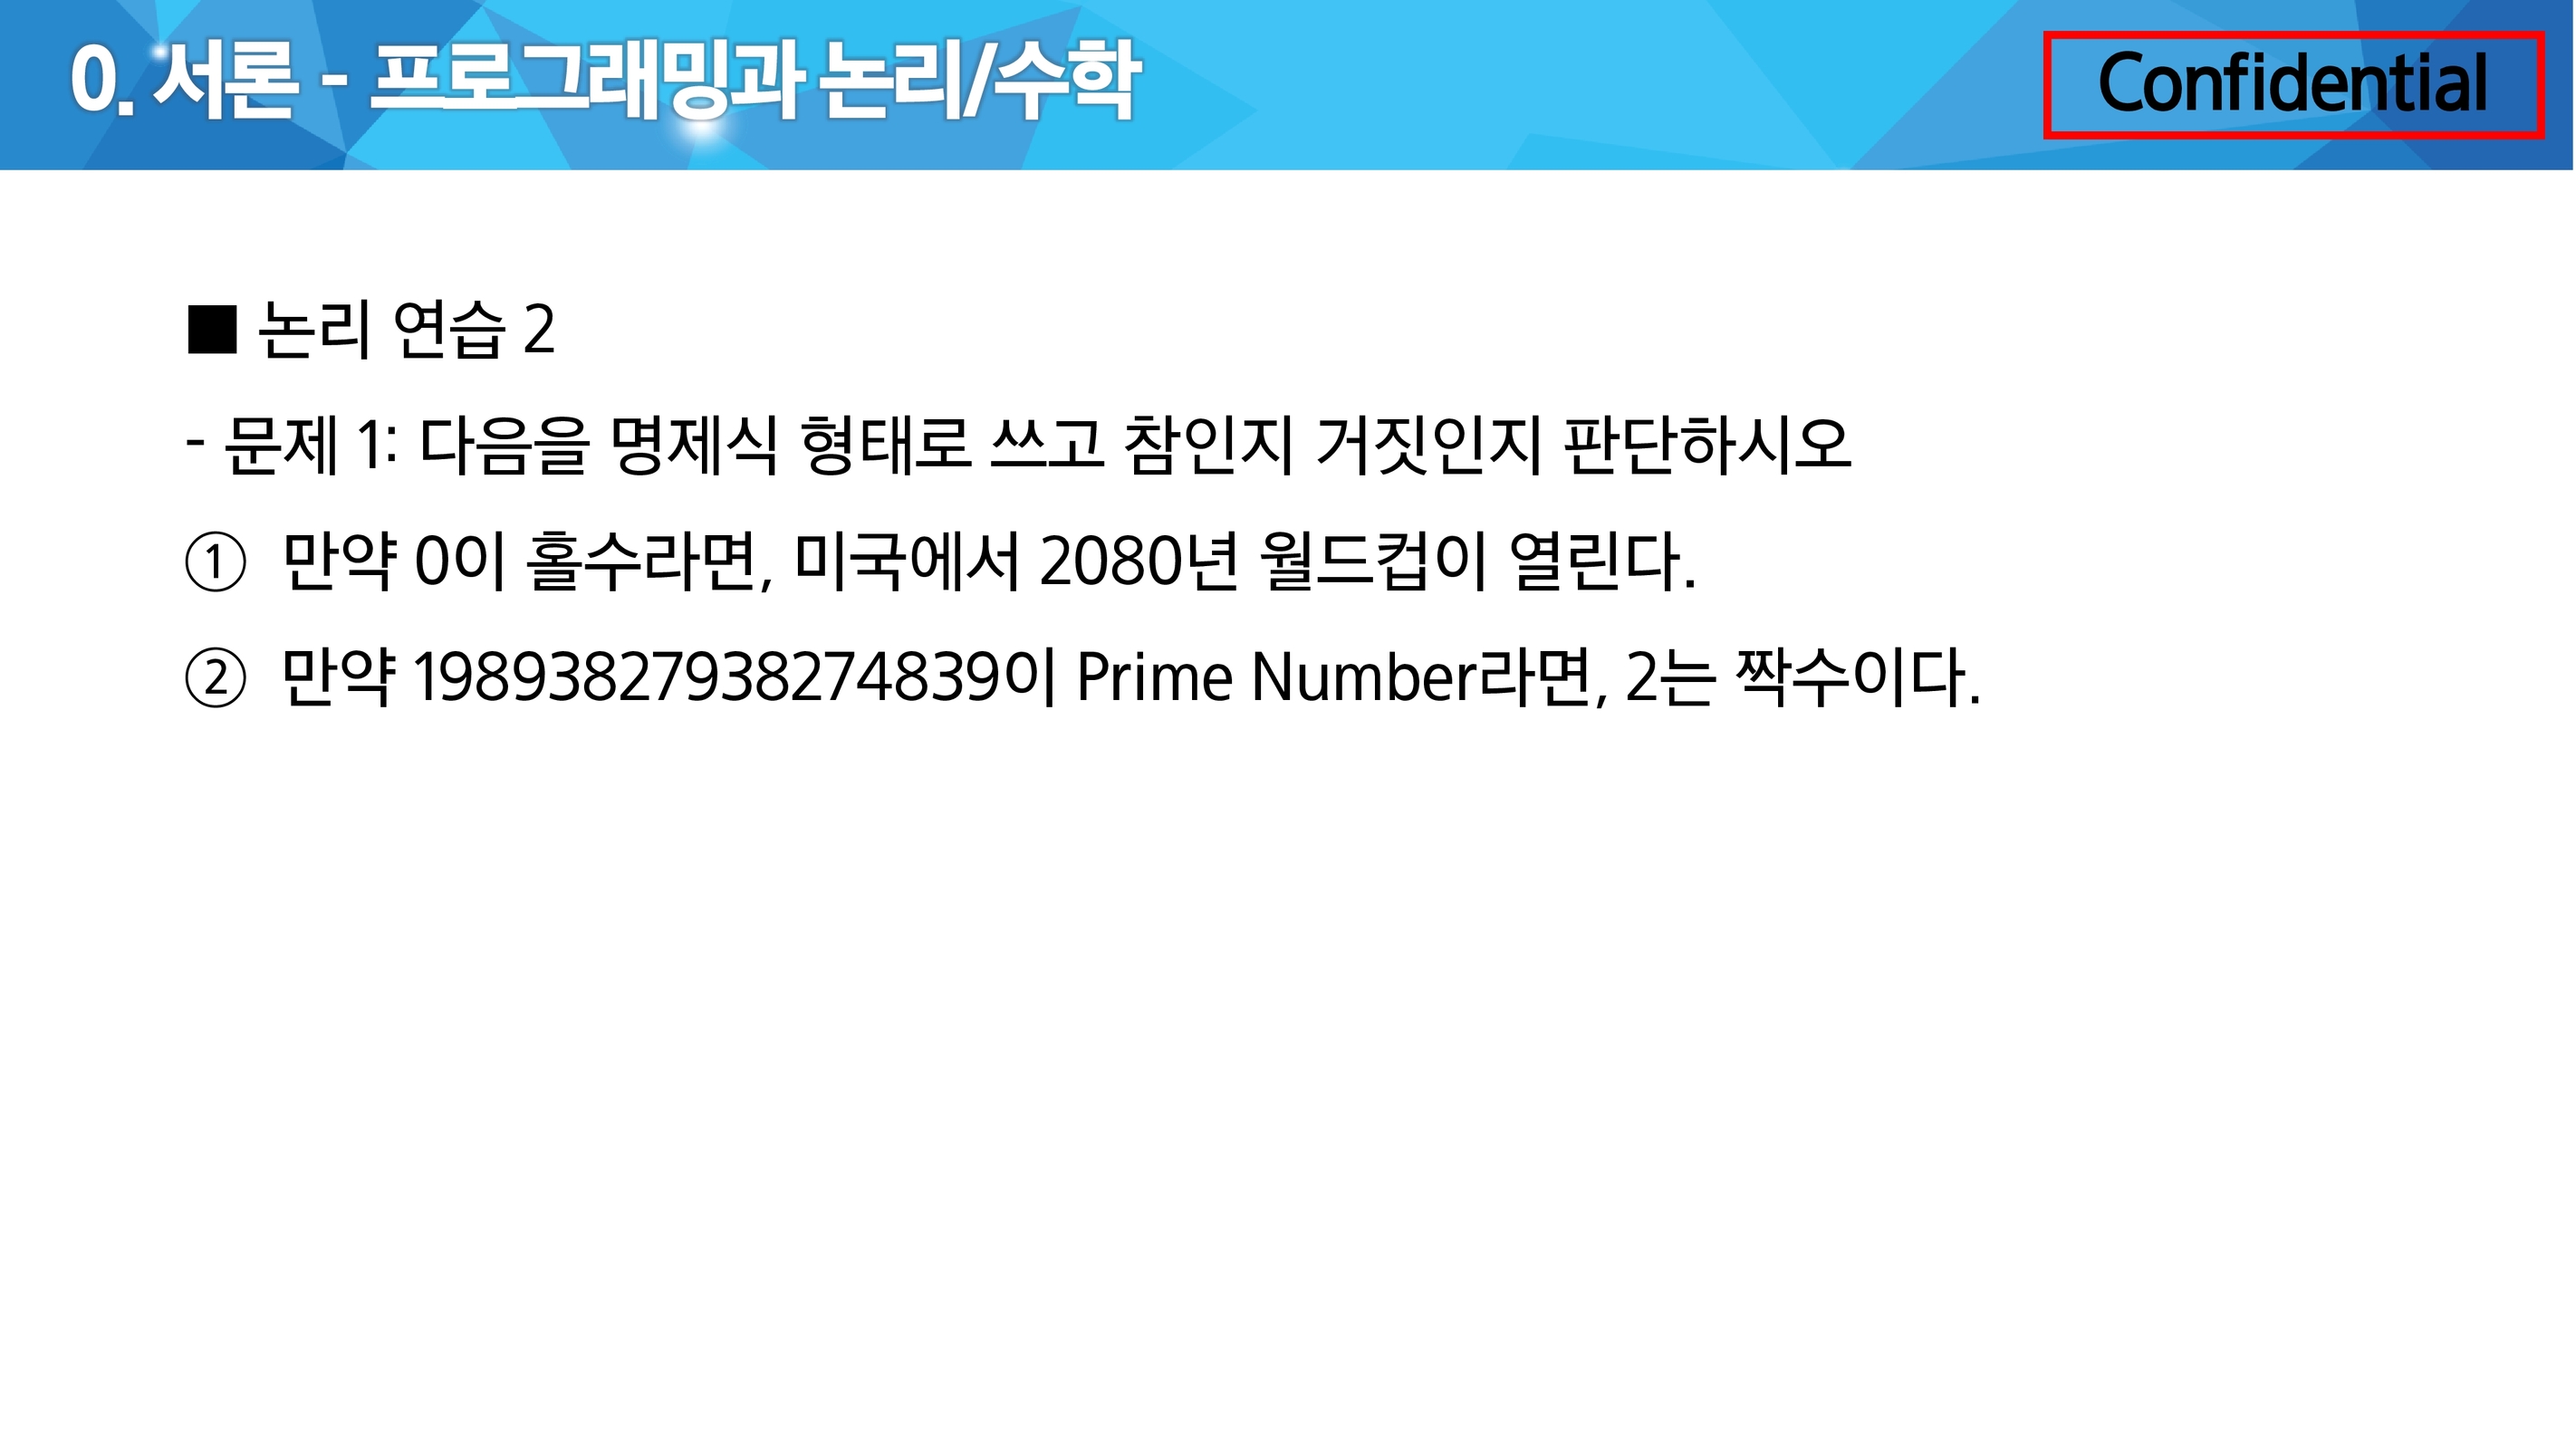 0. 서론 - 프로그래밍과 논리/수학
Confidential
■ 논리 연습 2
- 문제 1: 다음을 명제식 형태로 쓰고 참인지 거짓인지 판단하시오
① 만약 0이 홀수라면, 미국에서 2080년 월드컵이 열린다.
② 만약 19893827938274839이 Prime Number라면, 2는 짝수이다.